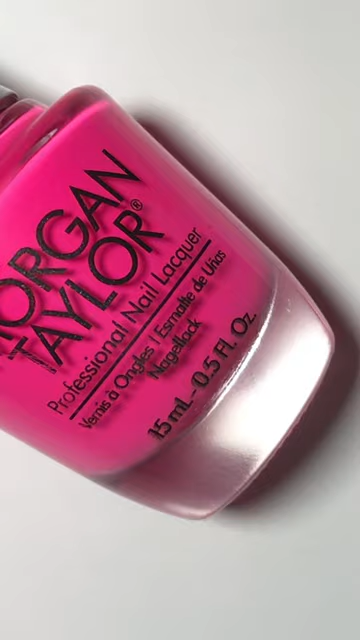 ORGAN
TAYLOR®
Professional Nail Lacquer
Vernis à Ongles | Esmalte de Uñas
Nagellack
15 mL - 0.5 Fl. Oz.